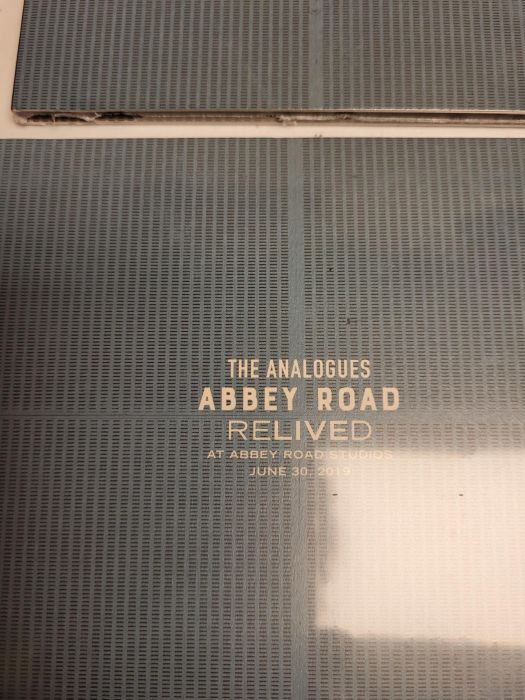 THE ANALOGUES
ABBEY ROAD
RELIVED
AT ABBEY ROAD STUDIOS
JUNE 30, 2019